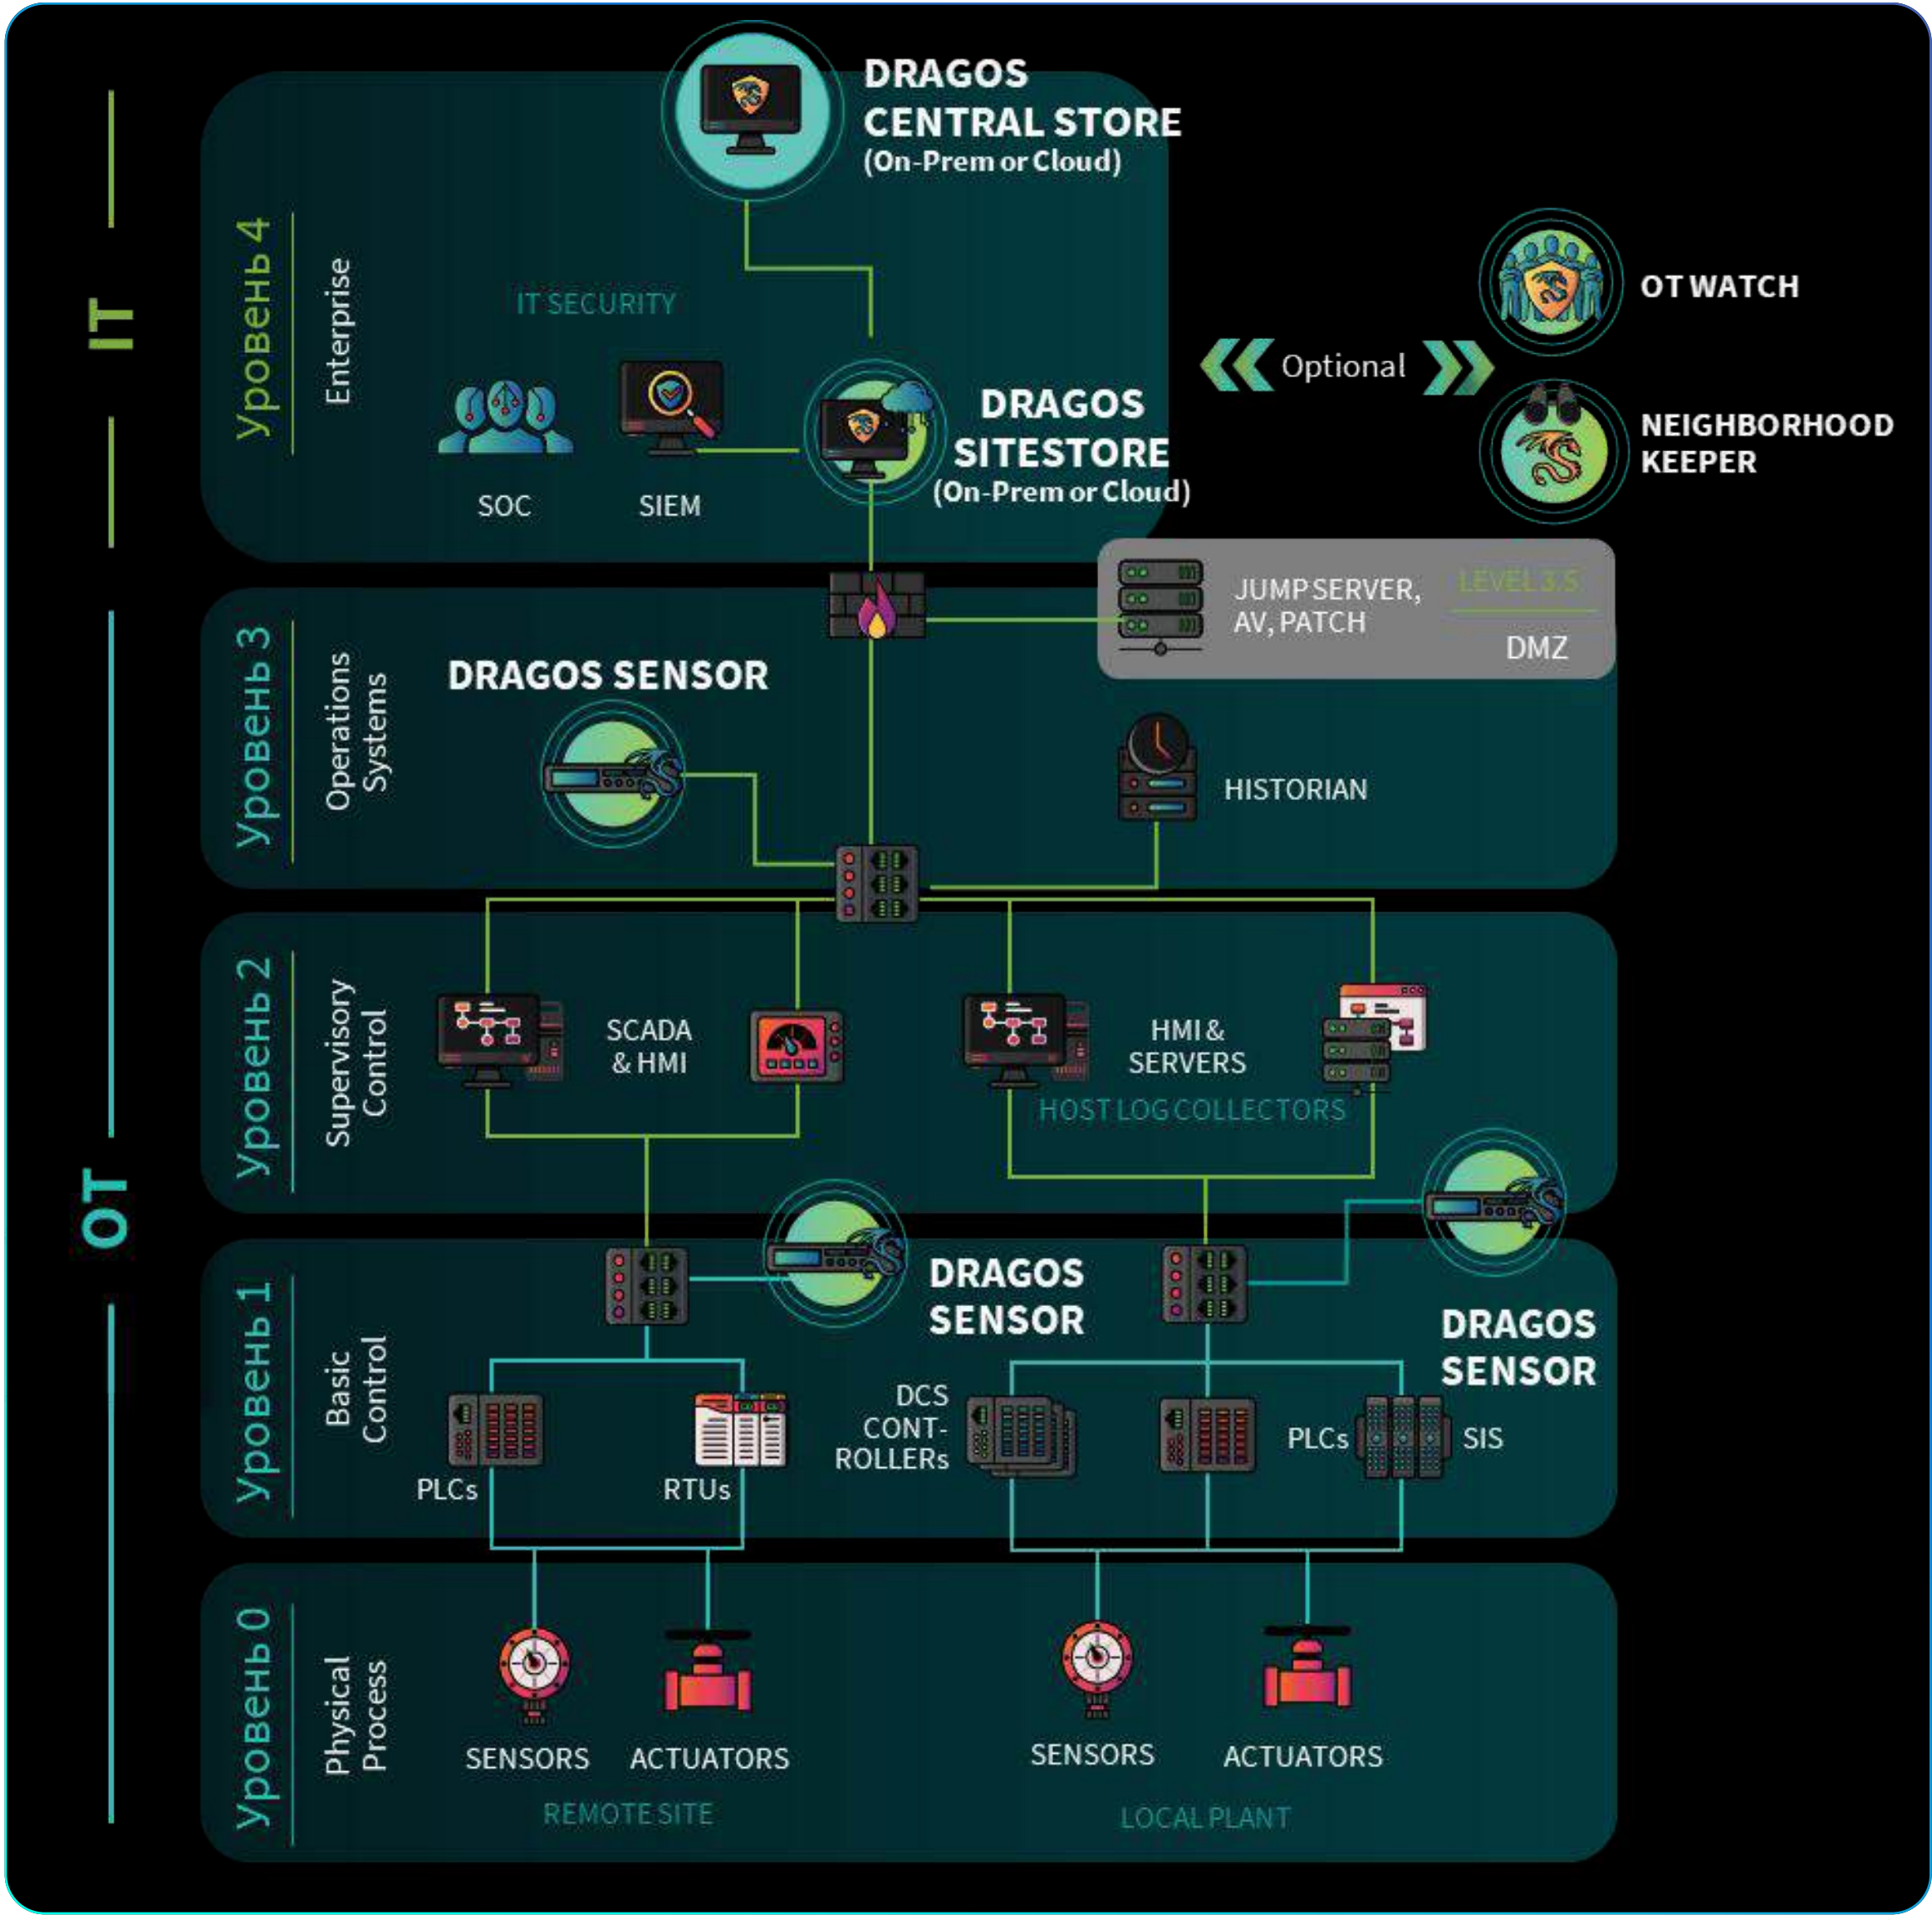 DRAGOS
CENTRAL STORE
(On-Prem or Cloud)
IT
Уровень 4
Enterprise
IT SECURITY
SOC
SIEM
DRAGOS
SITESTORE
(On-Prem or Cloud)
Optional
OT WATCH
NEIGHBORHOOD
KEEPER
JUMP SERVER,
AV, PATCH
LEVEL 3.5
DMZ
OT
Уровень 3
Operations
Systems
DRAGOS SENSOR
HISTORIAN
Уровень 2
Supervisory
Control
SCADA
& HMI
HMI &
SERVERS
HOST LOG COLLECTORS
Уровень 1
Basic
Control
DRAGOS
SENSOR
DRAGOS
SENSOR
PLCs
RTUs
DCS
CONT-
ROLLERs
PLCs
SIS
Уровень 0
Physical
Process
SENSORS
ACTUATORS
REMOTE SITE
SENSORS
ACTUATORS
LOCAL PLANT